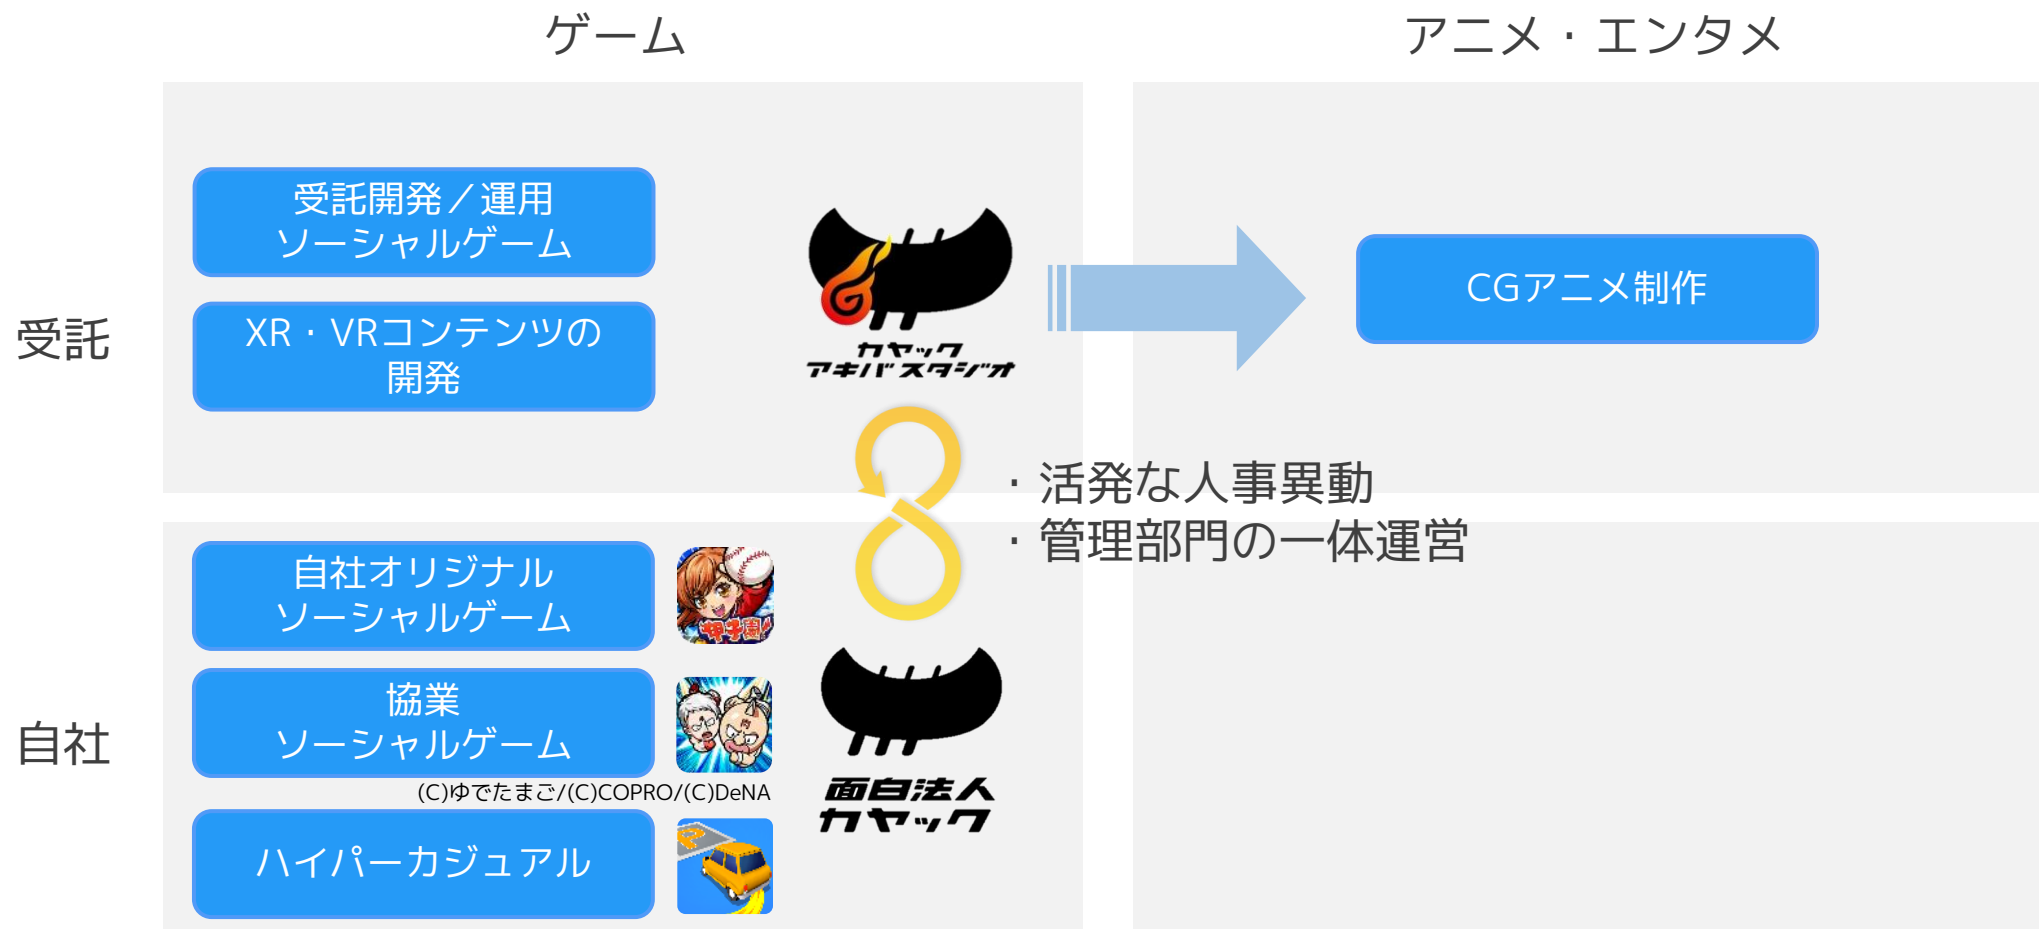 ゲーム
アニメ・エンタメ
受託
受託開発／運用
ソーシャルゲーム
XR・VRコンテンツの
開発
カヤック
アキバスタジオ
CGアニメ制作
・活発な人事異動
・管理部門の一体運営
自社
自社オリジナル
ソーシャルゲーム
甲子園
協業
ソーシャルゲーム
(C)ゆでたまご/(C)COPRO/(C)DeNA
ハイパーカジュアル
P
面白法人
カヤック